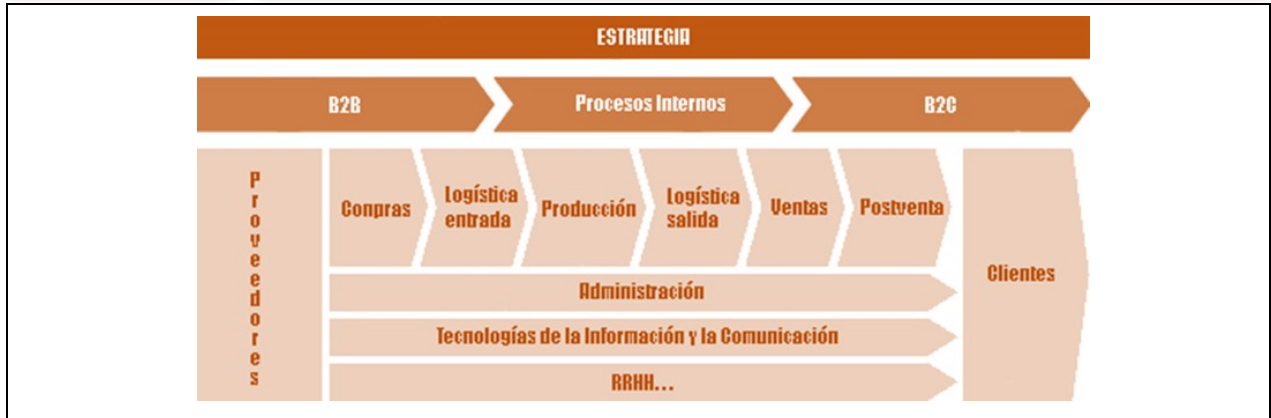 ESTRATEGIA
B2B
Procesos Internos
B2C
Proveedores
Conpras
Logística
entrada
Producción
Logística
salida
Ventas
Postventa
Clientes
Administración
Tecnologías de la Información y la Comunicación
RRHH...